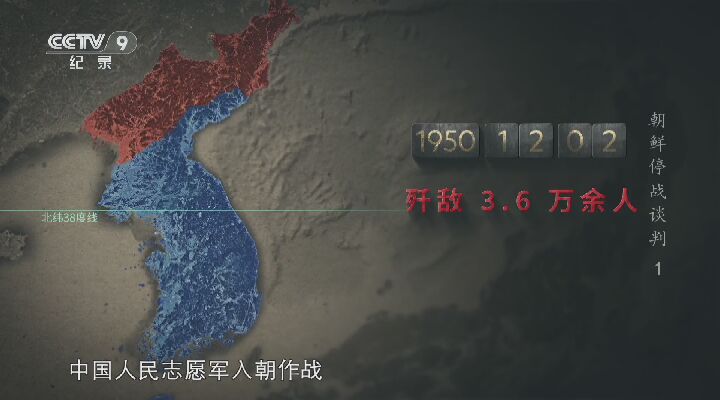 CCTV 9
纪录
1950 12 02
歼敌 3.6 万余人
朝鲜停战谈判 1
北纬38度线
中国人民志愿军入朝作战